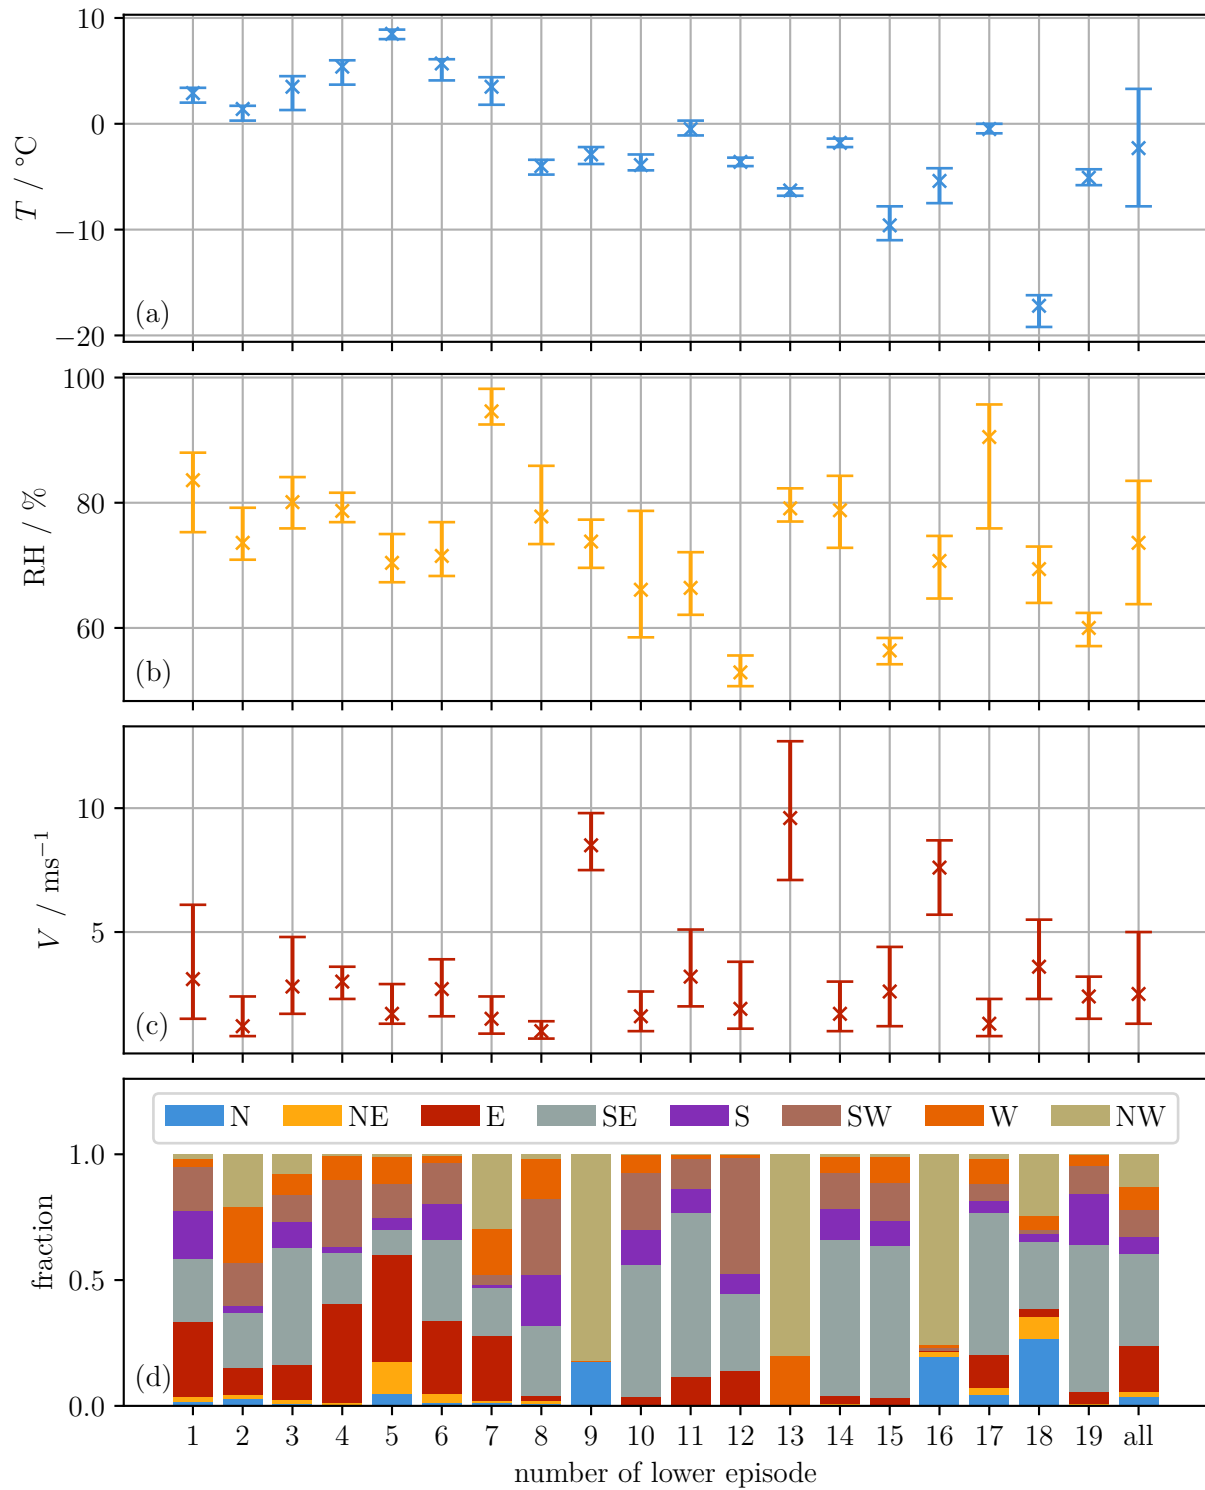 10
0
−10
−20
T / °C
(a)
100
80
60
RH / %
(b)
10
5
V / ms⁻¹
(c)
N NE E SE S SW W NW
1.0
0.5
0.0
fraction
(d)
1 2 3 4 5 6 7 8 9 10 11 12 13 14 15 16 17 18 19 all
number of lower episode